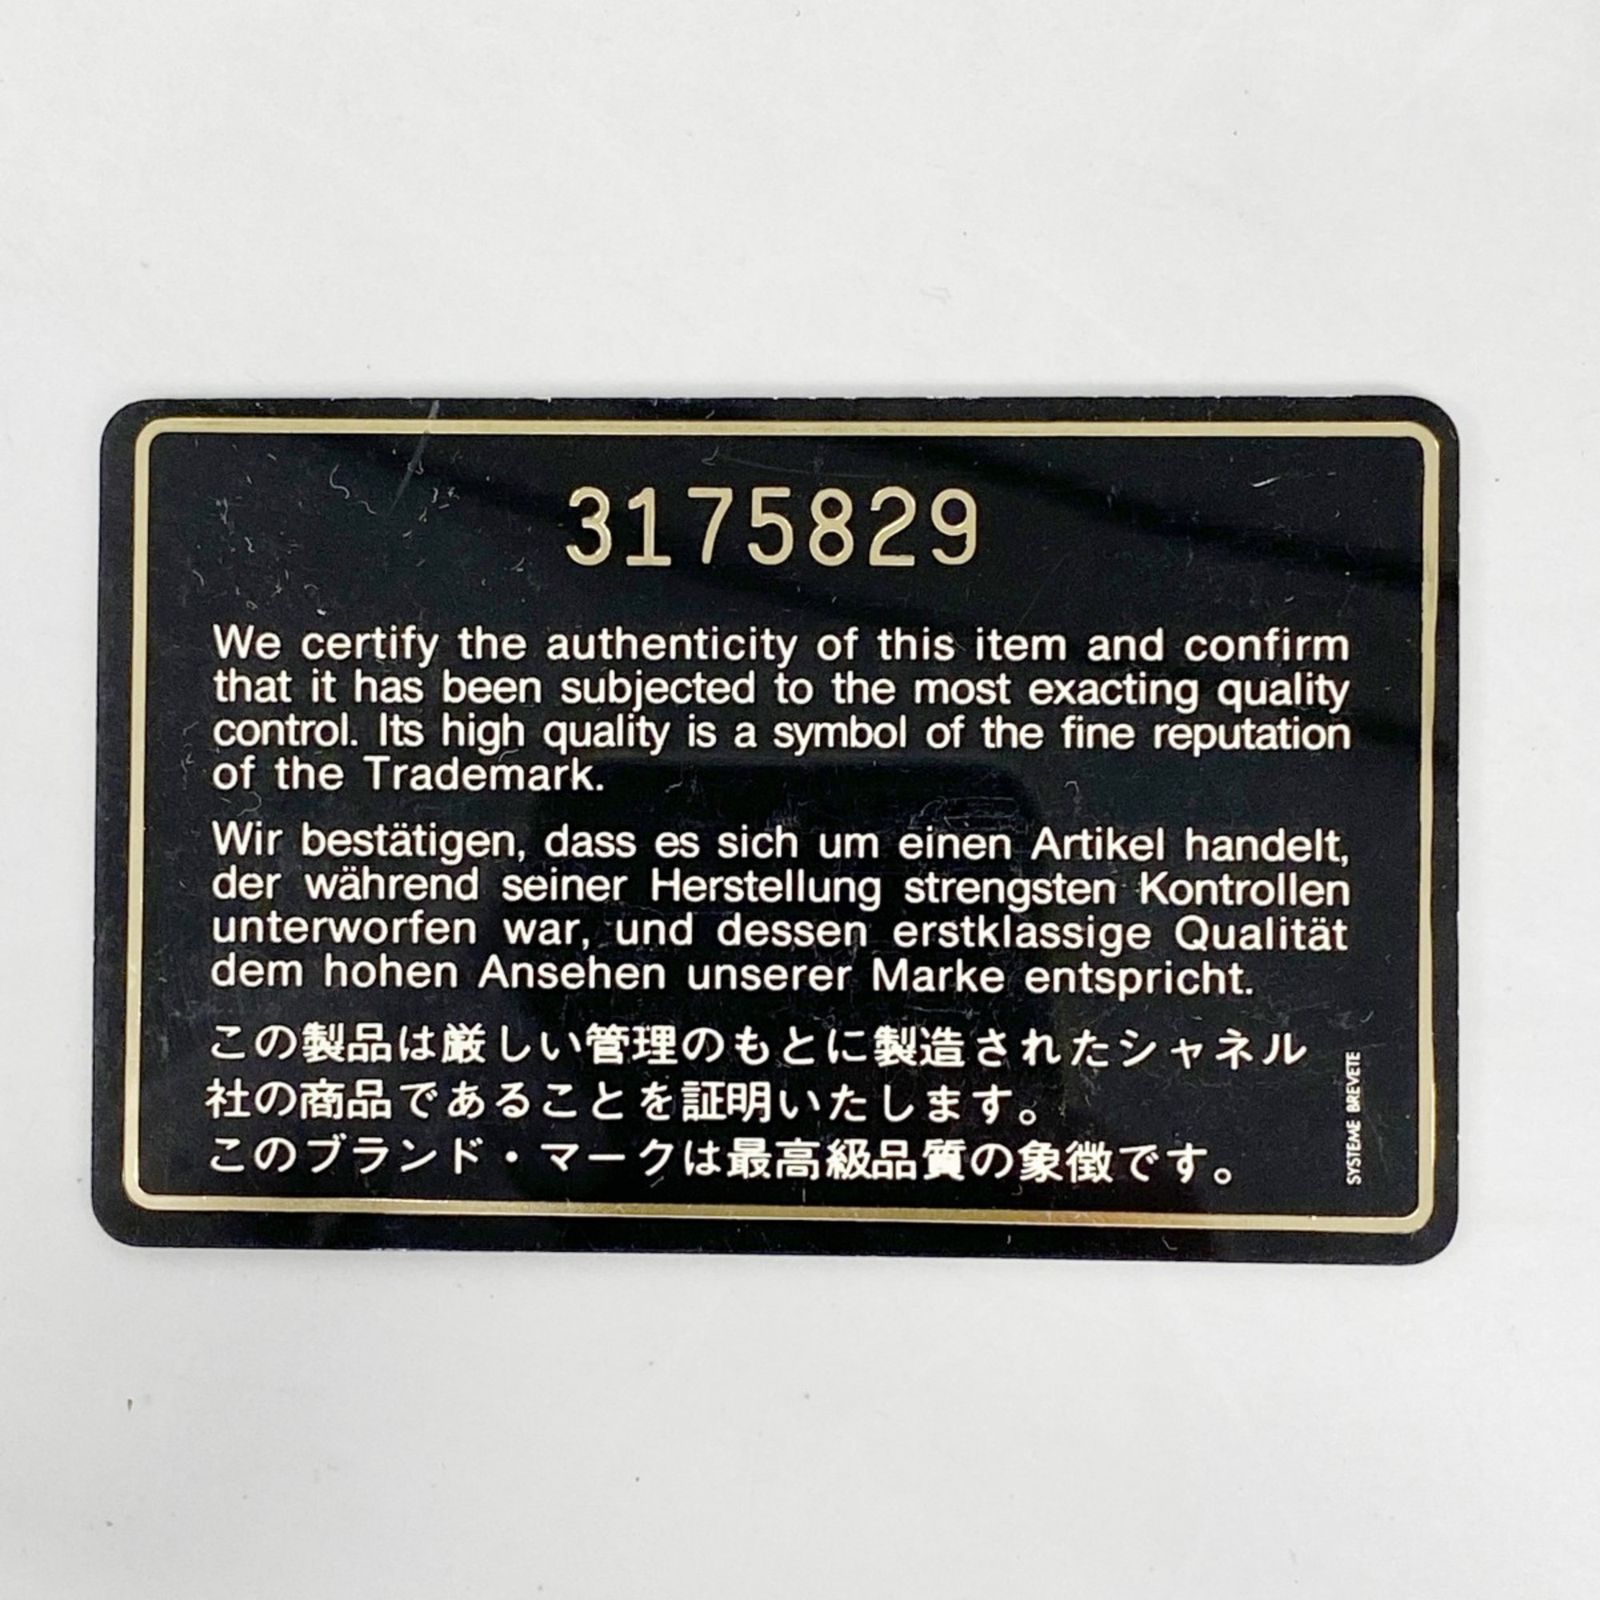 3175829
We certify the authenticity of this item and confirm
that it has been subjected to the most exacting quality
control. Its high quality is a symbol of the fine reputation
of the Trademark.
Wir bestätigen, dass es sich um einen Artikel handelt,
der während seiner Herstellung strengsten Kontrollen
unterworfen war, und dessen erstklassige Qualität
dem hohen Ansehen unserer Marke entspricht.
この製品は厳しい管理のもとに製造されたシャネル
社の商品であることを証明いたします。
このブランド・マークは最高級品質の象徴です。
SYSTEME BREVETE